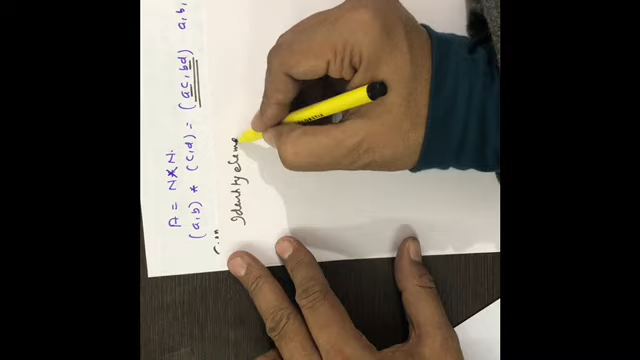 A = N × N.
(a,b) * (c,d) = (ac, bd) a, b,
Identity eleme